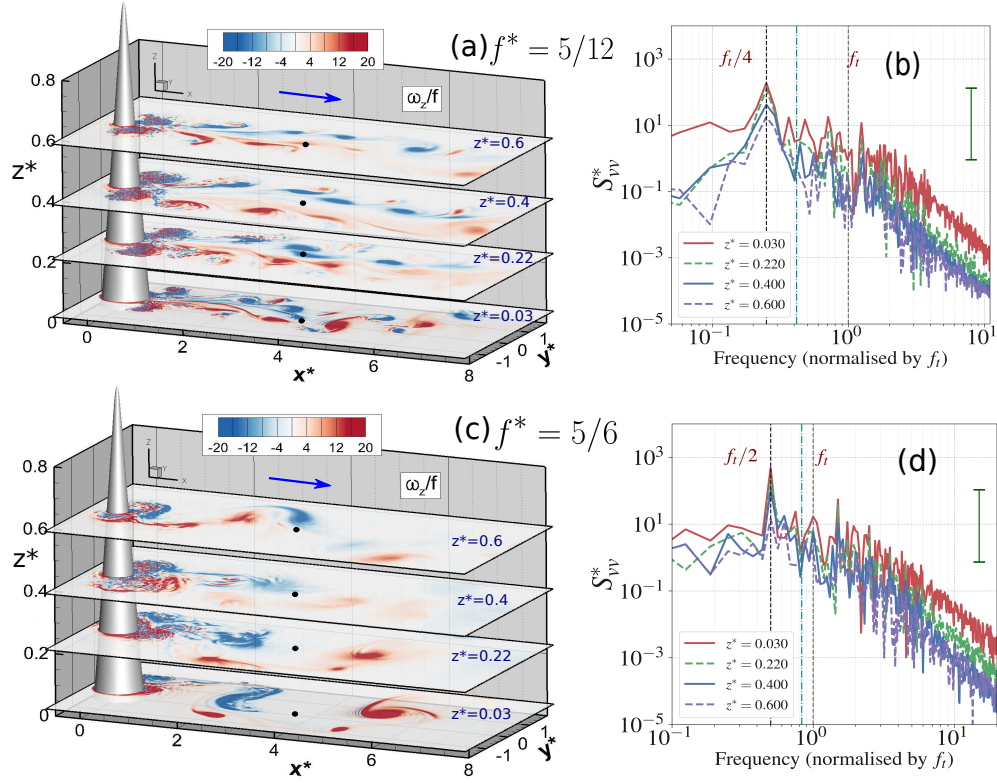 (a) f* = 5/12
-20 -12 -4 4 12 20
ω_z/f
Z
Y
X
0.8
0.6
z*
0.4
0.2
0
z*=0.6
z*=0.4
z*=0.22
z*=0.03
0
2
4
6
8
x*
-1
0
1
y*
(b)
f_t/4
f_t
10^3
10^1
10^-1
10^-3
10^-5
S*_vv
z* = 0.030
z* = 0.220
z* = 0.400
z* = 0.600
10^-1 10^0 10^1
Frequency (normalised by f_t)
(c) f* = 5/6
-20 -12 -4 4 12 20
ω_z/f
Z
Y
X
0.8
0.6
z*
0.4
0.2
0
z*=0.6
z*=0.4
z*=0.22
z*=0.03
0
2
4
6
8
x*
-1
0
1
y*
(d)
f_t/2
f_t
10^3
10^1
10^-1
10^-3
10^-5
S*_vv
z* = 0.030
z* = 0.220
z* = 0.400
z* = 0.600
10^-1 10^0 10^1
Frequency (normalised by f_t)